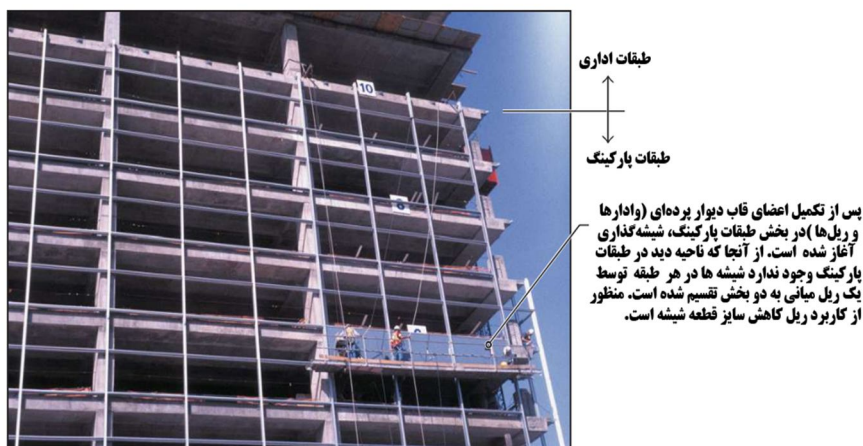 طبقات اداری
10
طبقات پارکینگ
8
پس از تکمیل اعضای قاب دیوار پرده‌ای (وادارها
و ریل‌ها )در بخش طبقات پارکینگ، شیشه‌گذاری
آغاز شده است. از آنجا که ناحیه دید در طبقات
پارکینگ وجود ندارد شیشه ها در هر طبقه توسط
یک ریل میانی به دو بخش تقسیم شده است. منظور
از کاربرد ریل کاهش سایز قطعه شیشه است.